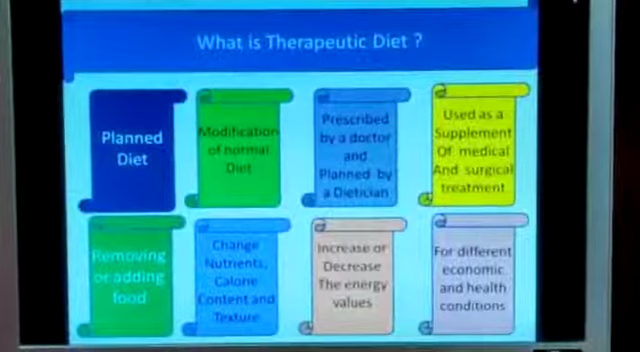 What is Therapeutic Diet ?
Planned
Diet
Modification
of normal
Diet
Prescribed
by a doctor
and
Planned by
a Dietician
Used as a
Supplement
Of medical
And surgical
treatment
Removing
or adding
food
Change
Nutrients,
Calorie
Content and
Texture
Increase or
Decrease
The energy
values
For different
economic
and health
conditions